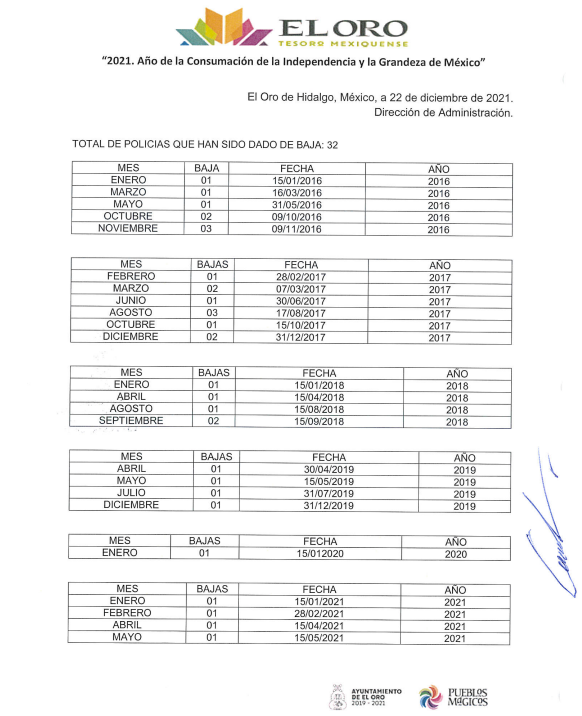 EL ORO
TESORO MEXIQUENSE
"2021. Año de la Consumación de la Independencia y la Grandeza de México"
El Oro de Hidalgo, México, a 22 de diciembre de 2021.
Dirección de Administración.
TOTAL DE POLICIAS QUE HAN SIDO DADO DE BAJA: 32
MES BAJA FECHA AÑO
ENERO 01 15/01/2016 2016
MARZO 01 16/03/2016 2016
MAYO 01 31/05/2016 2016
OCTUBRE 02 09/10/2016 2016
NOVIEMBRE 03 09/11/2016 2016
MES BAJAS FECHA AÑO
FEBRERO 01 28/02/2017 2017
MARZO 02 07/03/2017 2017
JUNIO 01 30/06/2017 2017
AGOSTO 03 17/08/2017 2017
OCTUBRE 01 15/10/2017 2017
DICIEMBRE 02 31/12/2017 2017
MES BAJAS FECHA AÑO
ENERO 01 15/01/2018 2018
ABRIL 01 15/04/2018 2018
AGOSTO 01 15/08/2018 2018
SEPTIEMBRE 02 15/09/2018 2018
MES BAJAS FECHA AÑO
ABRIL 01 30/04/2019 2019
MAYO 01 15/05/2019 2019
JULIO 01 31/07/2019 2019
DICIEMBRE 01 31/12/2019 2019
MES BAJAS FECHA AÑO
ENERO 01 15/012020 2020
MES BAJAS FECHA AÑO
ENERO 01 15/01/2021 2021
FEBRERO 01 28/02/2021 2021
ABRIL 01 15/04/2021 2021
MAYO 01 15/05/2021 2021
AYUNTAMIENTO
DE EL ORO
2019 - 2021
PUEBLOS
MÁGICOS